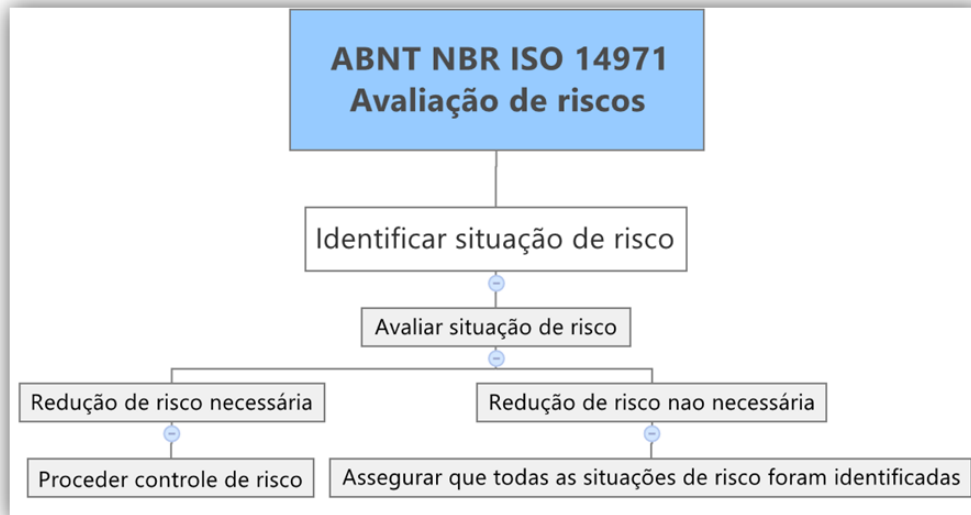 ABNT NBR ISO 14971
Avaliação de riscos
Identificar situação de risco
Avaliar situação de risco
Redução de risco necessária
Redução de risco nao necessária
Proceder controle de risco
Assegurar que todas as situações de risco foram identificadas